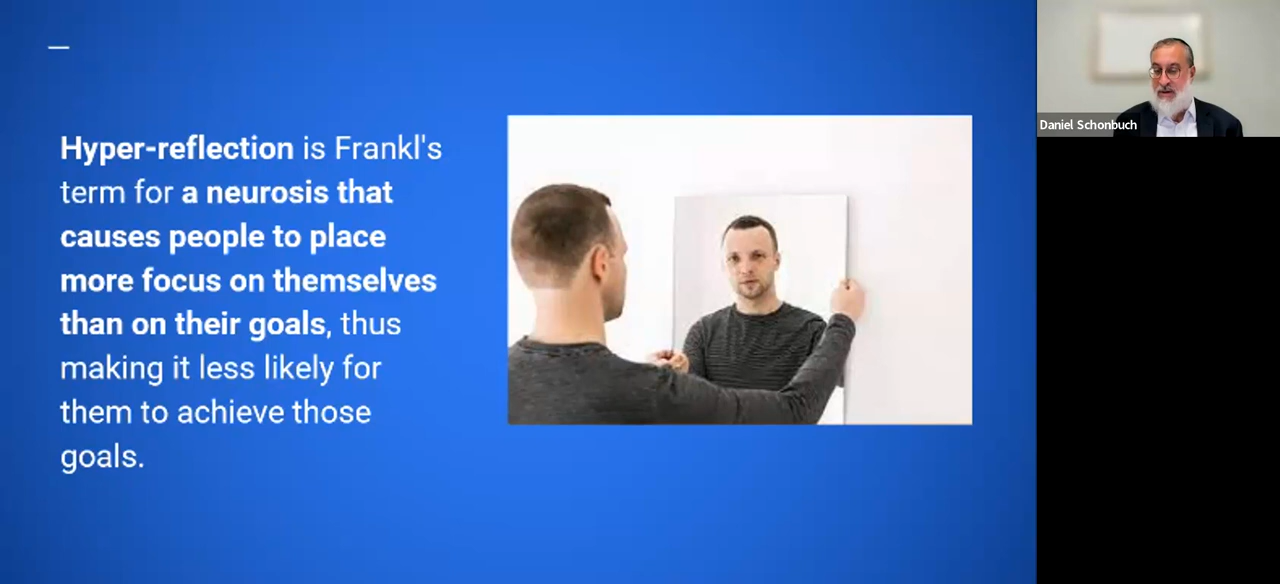 Hyper-reflection is Frankl's
term for a neurosis that
causes people to place
more focus on themselves
than on their goals, thus
making it less likely for
them to achieve those
goals.
Daniel Schonbuch